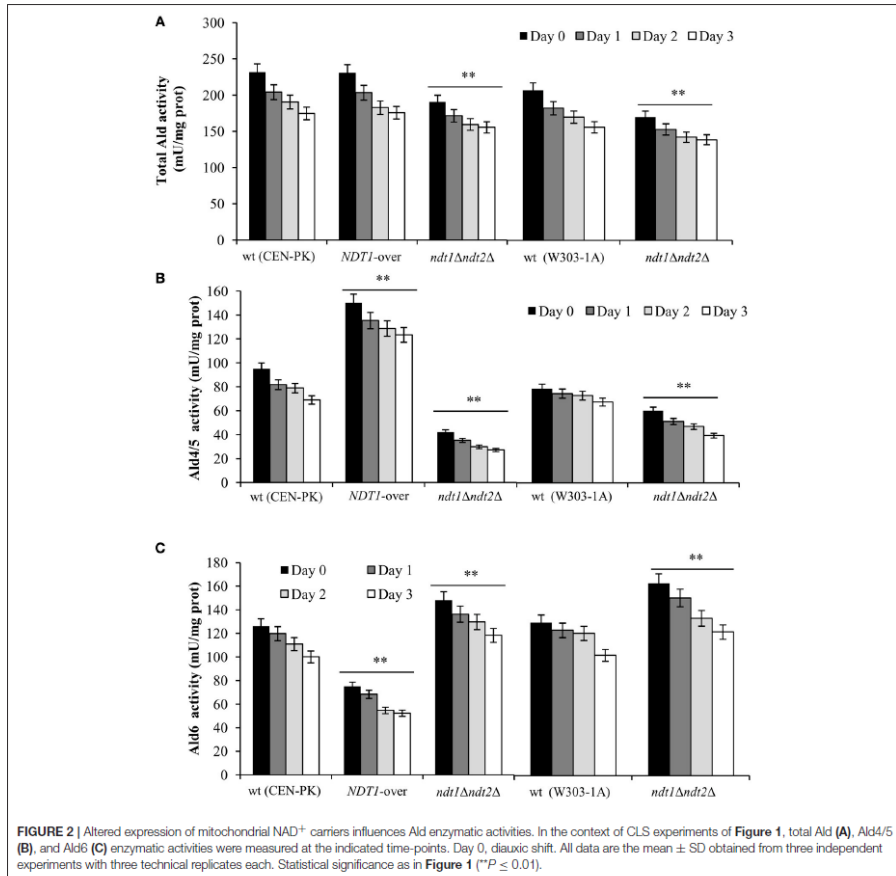 A
300
250
200
150
100
50
0
Total Ald activity
(mU/mg prot)
Day 0 Day 1 Day 2 Day 3
** **
wt (CEN-PK) NDT1-over ndt1Δndt2Δ wt (W303-1A) ndt1Δndt2Δ
B
160
140
120
100
80
60
40
20
0
Ald4/5 activity (mU/mg prot)
Day 0 Day 1 Day 2 Day 3
** ** **
wt (CEN-PK) NDT1-over ndt1Δndt2Δ wt (W303-1A) ndt1Δndt2Δ
C
180
160
140
120
100
80
60
40
20
0
Ald6 activity (mU/mg prot)
Day 0 Day 1
Day 2 Day 3
** ** **
wt (CEN-PK) NDT1-over ndt1Δndt2Δ wt (W303-1A) ndt1Δndt2Δ
FIGURE 2 | Altered expression of mitochondrial NAD+ carriers influences Ald enzymatic activities. In the context of CLS experiments of Figure 1, total Ald (A), Ald4/5
(B), and Ald6 (C) enzymatic activities were measured at the indicated time-points. Day 0, diauxic shift. All data are the mean ± SD obtained from three independent
experiments with three technical replicates each. Statistical significance as in Figure 1 (**P ≤ 0.01).